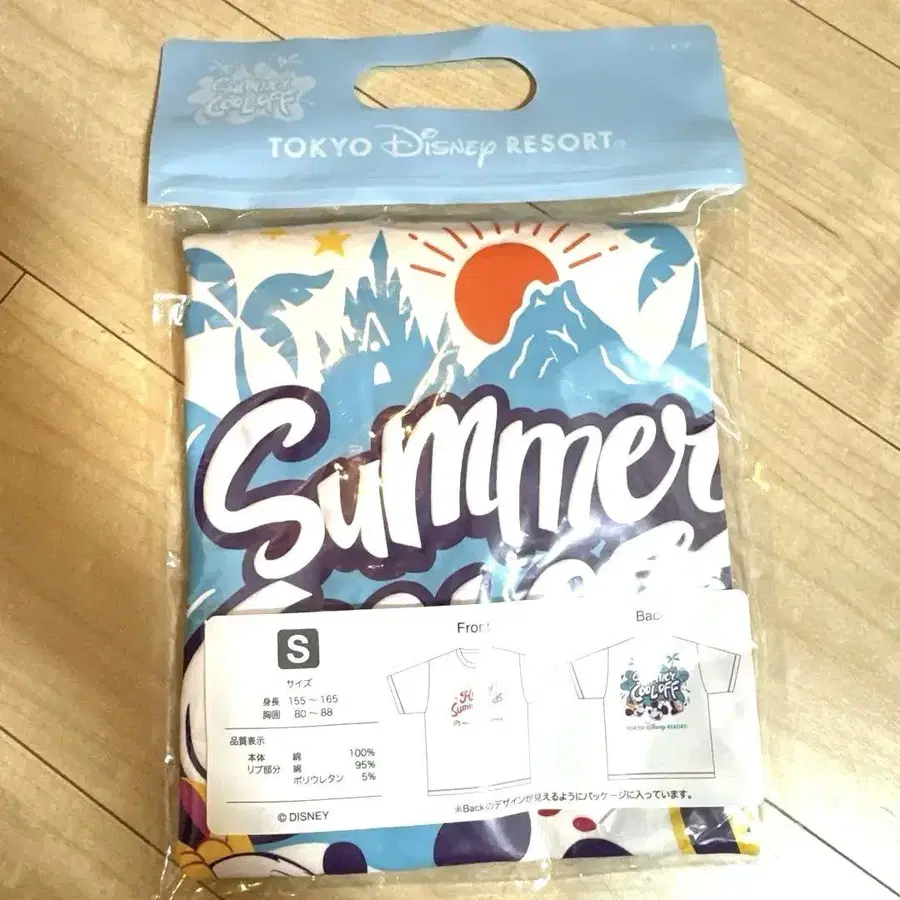 SUMMER
COOL OFF
TOKYO Disney RESORT
Summer
COOL OFF
S
サイズ
身長 155～165
胸囲 80～88
品質表示
本体 綿 100%
リブ部分 綿 95%
ポリウレタン 5%
© DISNEY
Front
Back
Summer
COOL OFF
TOKYO Disney RESORT
※Backのデザインが見えるようにパッケージに入っています。